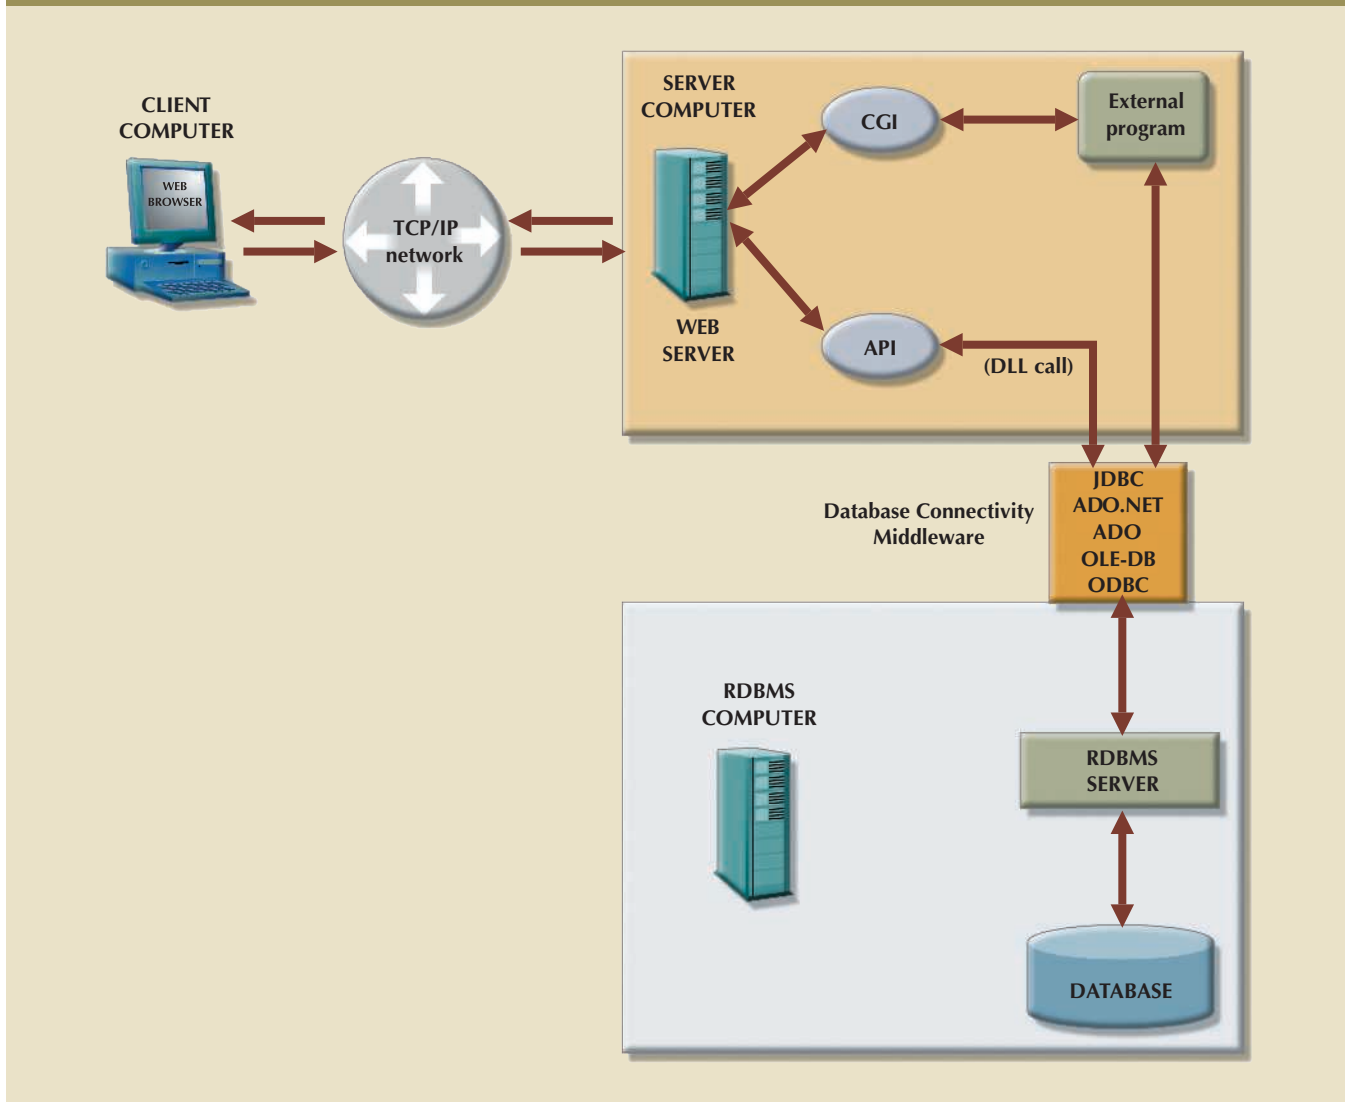 CLIENT
COMPUTER
WEB
BROWSER
TCP/IP
network
SERVER
COMPUTER
WEB
SERVER
CGI
External
program
API
(DLL call)
Database Connectivity
Middleware
JDBC
ADO.NET
ADO
OLE-DB
ODBC
RDBMS
COMPUTER
RDBMS
SERVER
DATABASE